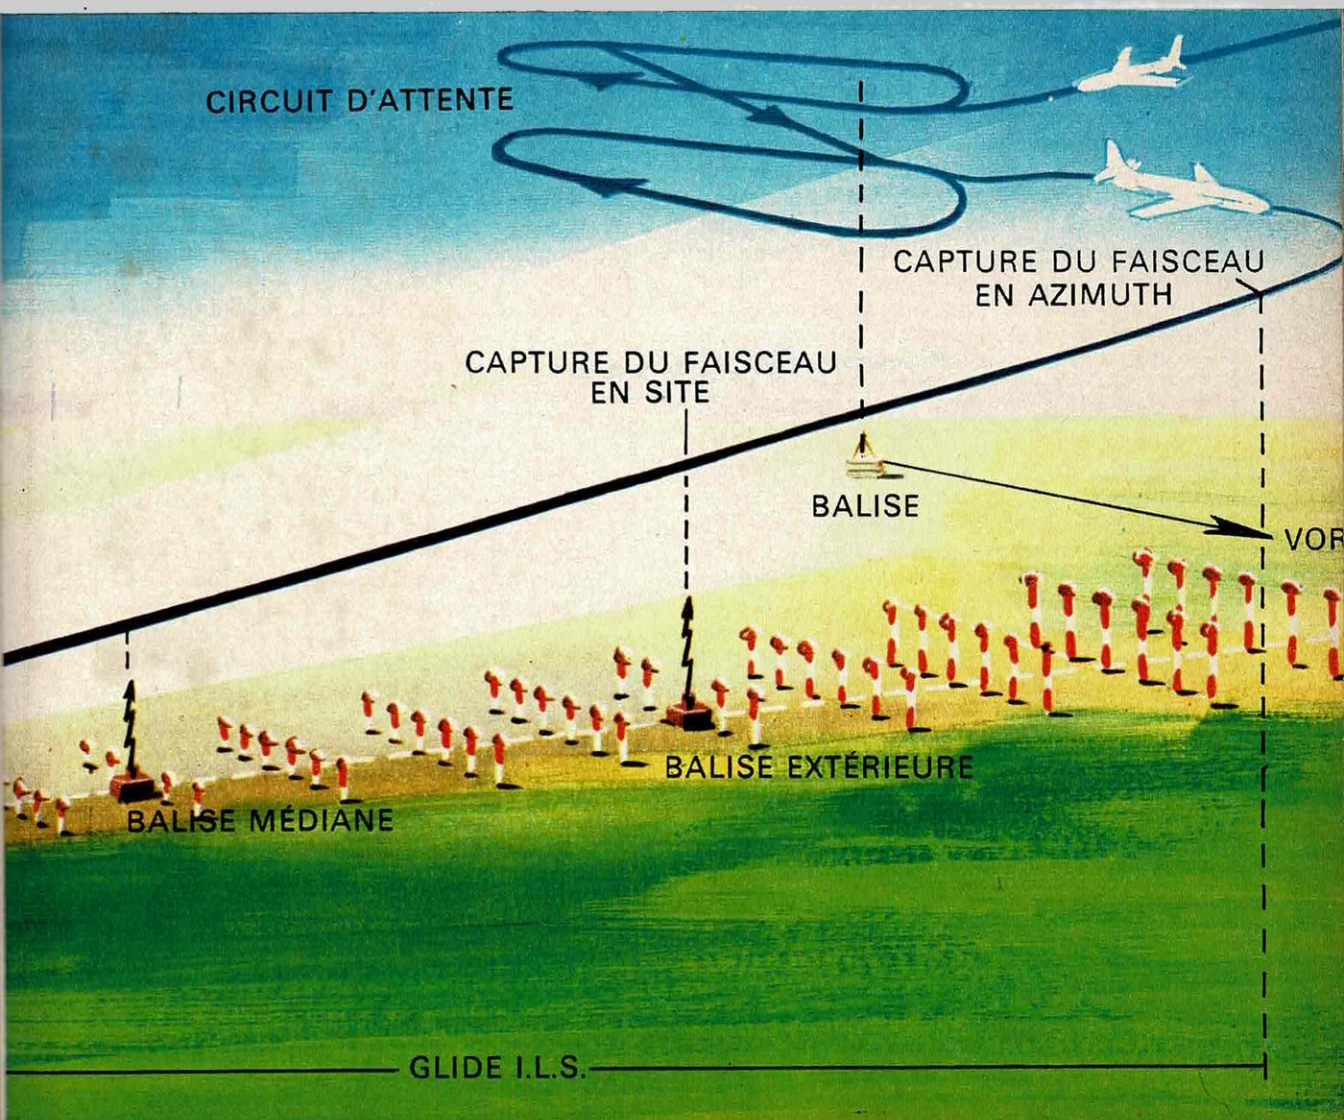 CIRCUIT D'ATTENTE
CAPTURE DU FAISCEAU
EN AZIMUTH
CAPTURE DU FAISCEAU
EN SITE
BALISE
VOR
BALISE EXTÉRIEURE
BALISE MÉDIANE
GLIDE I.L.S.